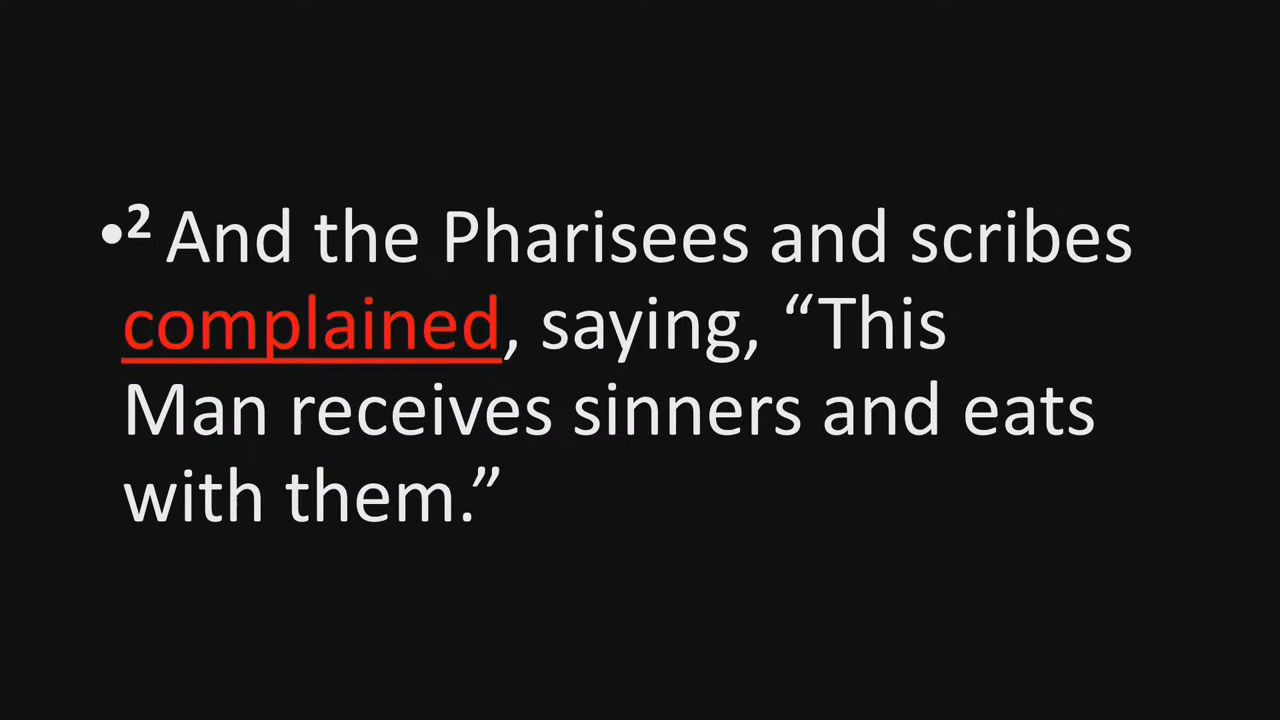 •² And the Pharisees and scribes
complained, saying, “This
Man receives sinners and eats
with them.”